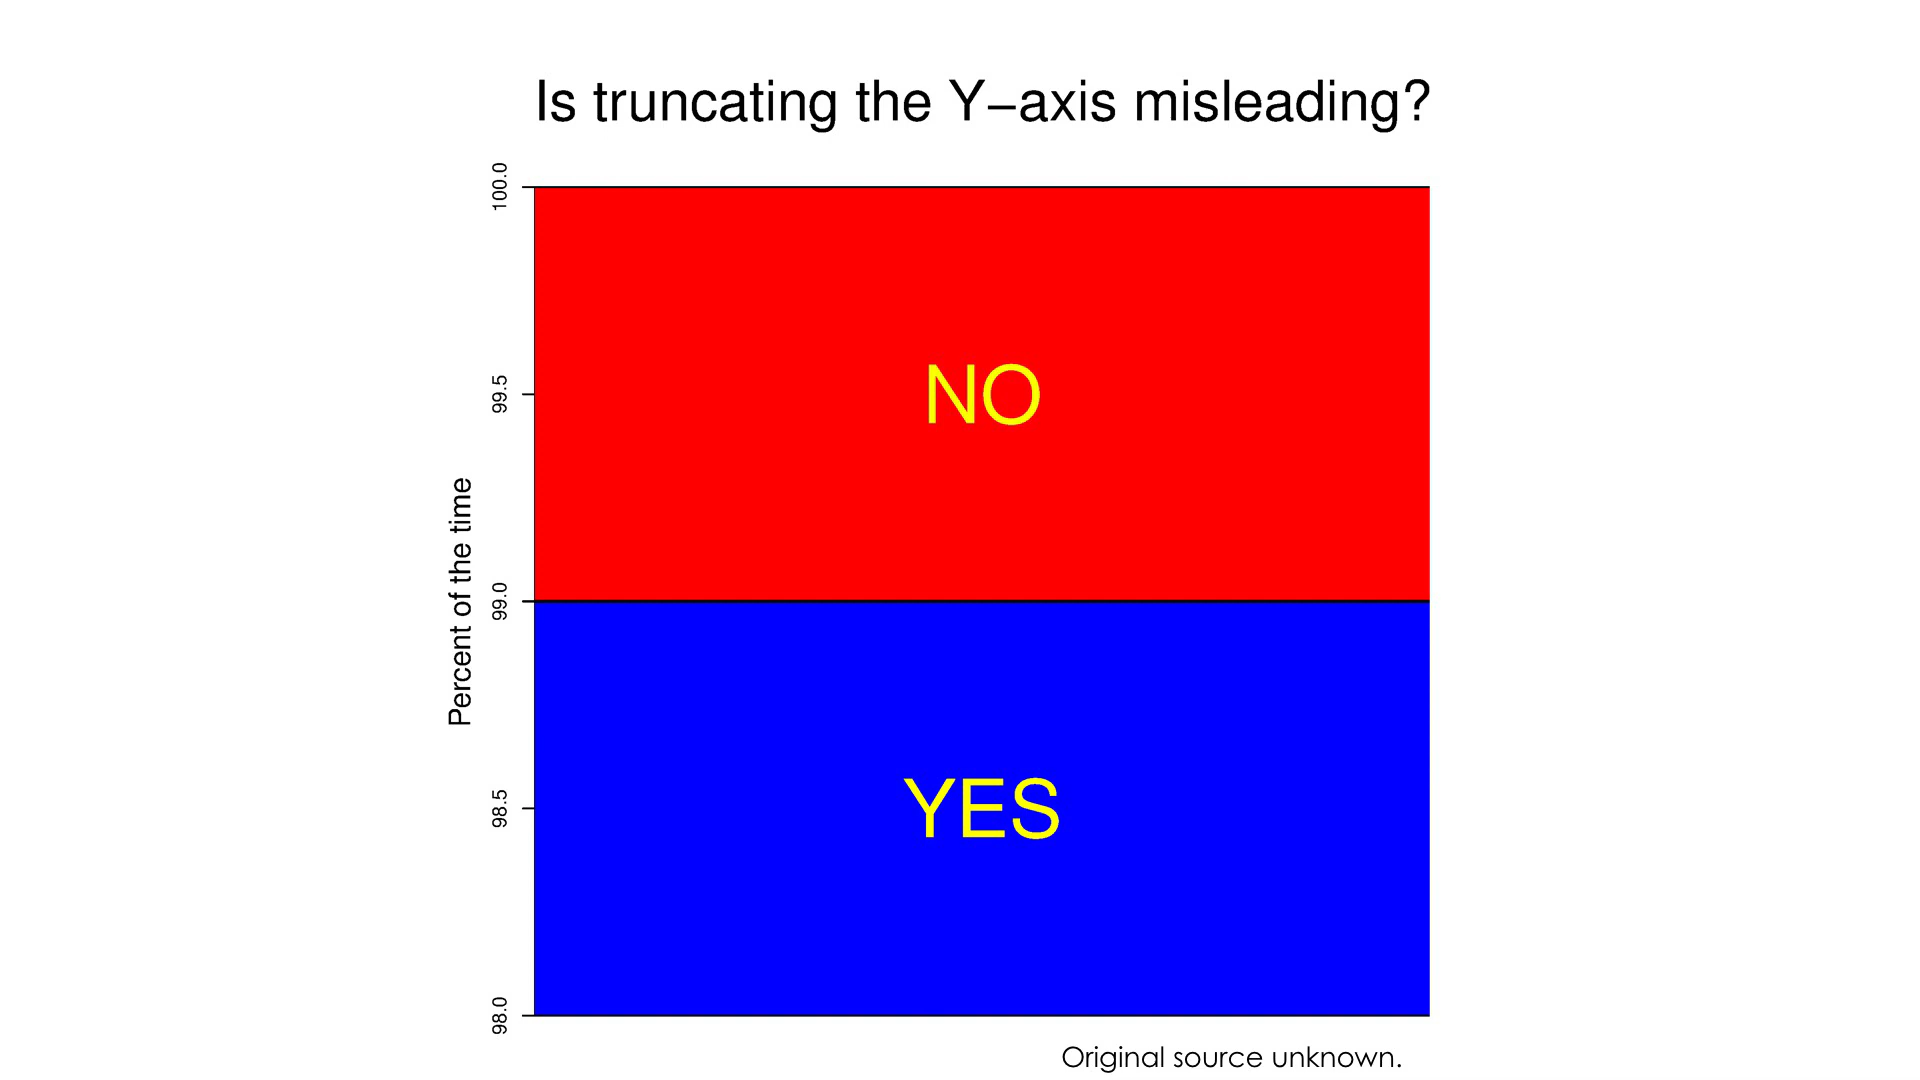 Is truncating the Y−axis misleading?
100.0
NO
99.5
Percent of the time
99.0
YES
98.5
98.0
Original source unknown.